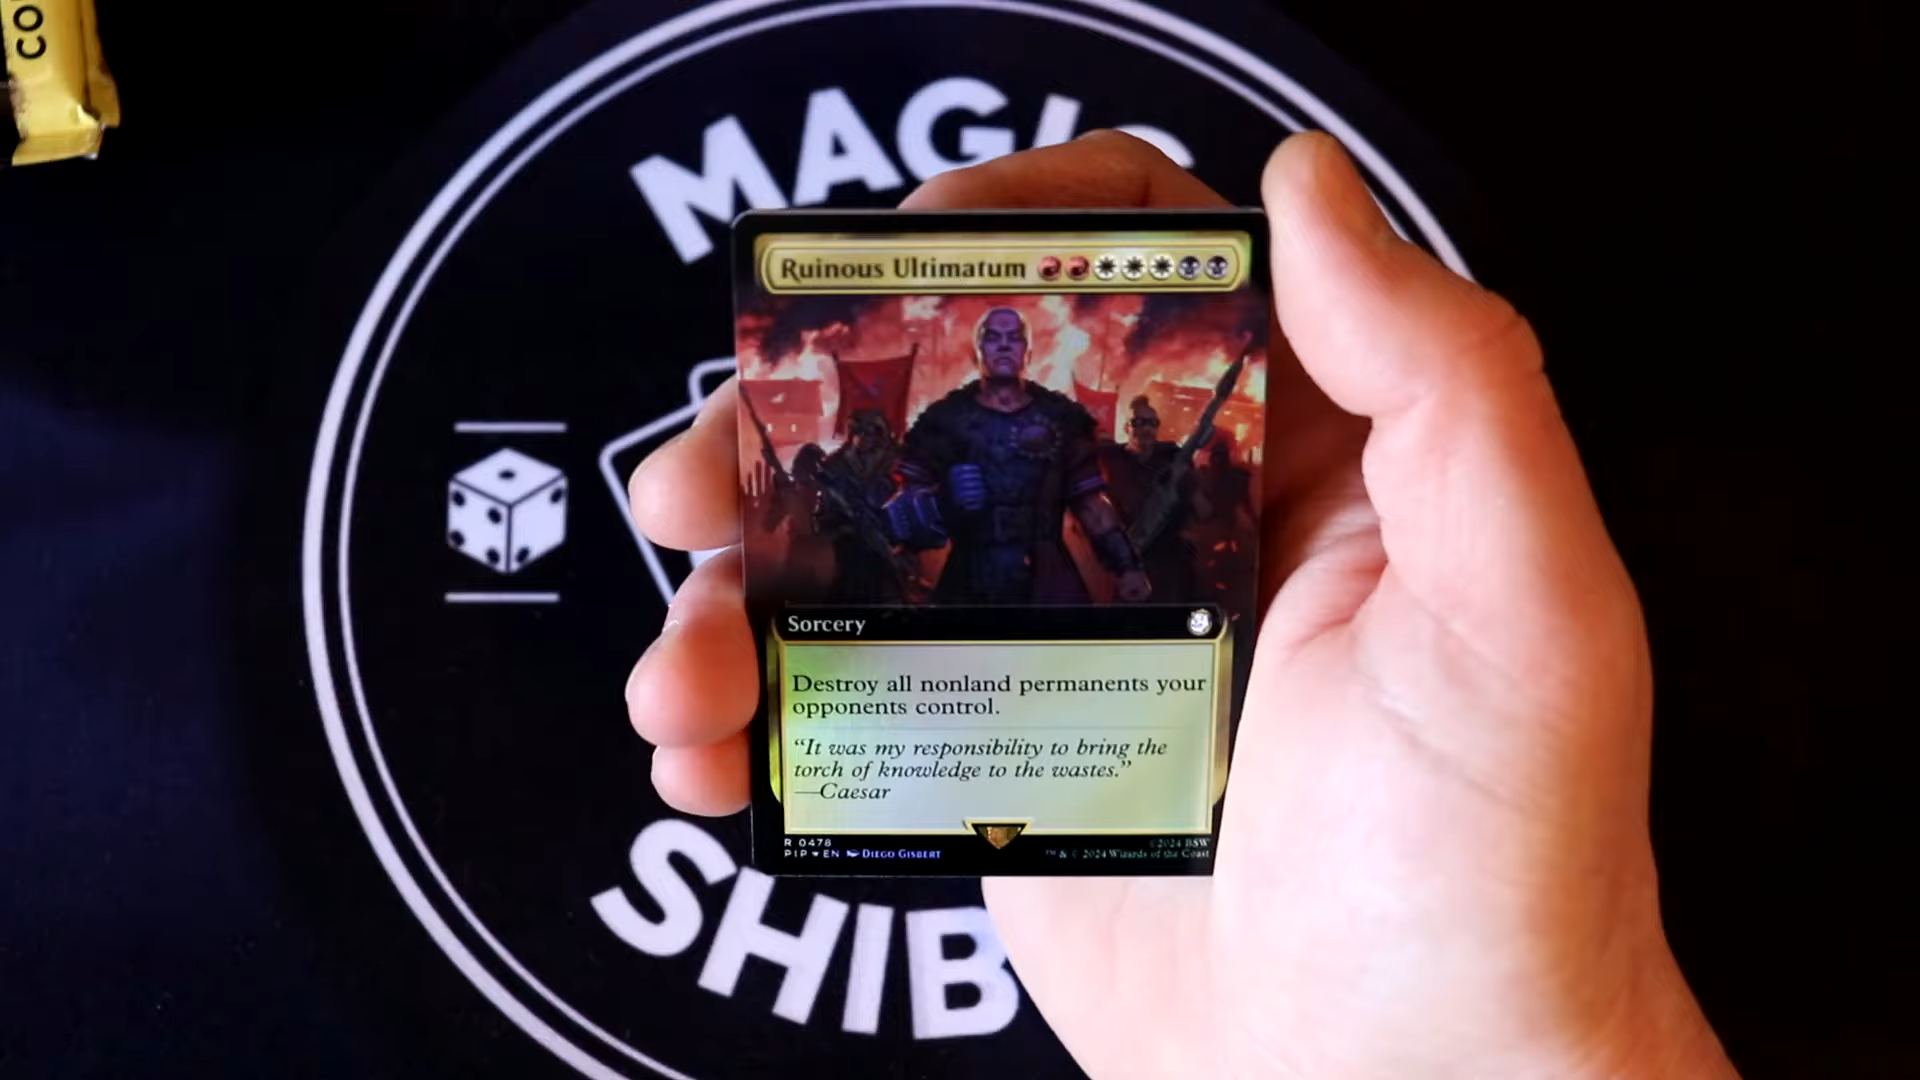 CO
MAGIC
Ruinous Ultimatum
Sorcery
Destroy all nonland permanents your
opponents control.
"It was my responsibility to bring the
torch of knowledge to the wastes."
—Caesar
R 0478
PIP ★ EN DIEGO GISBERT
©2024 BSW
™ & © 2024 Wizards of the Coast
SHIB